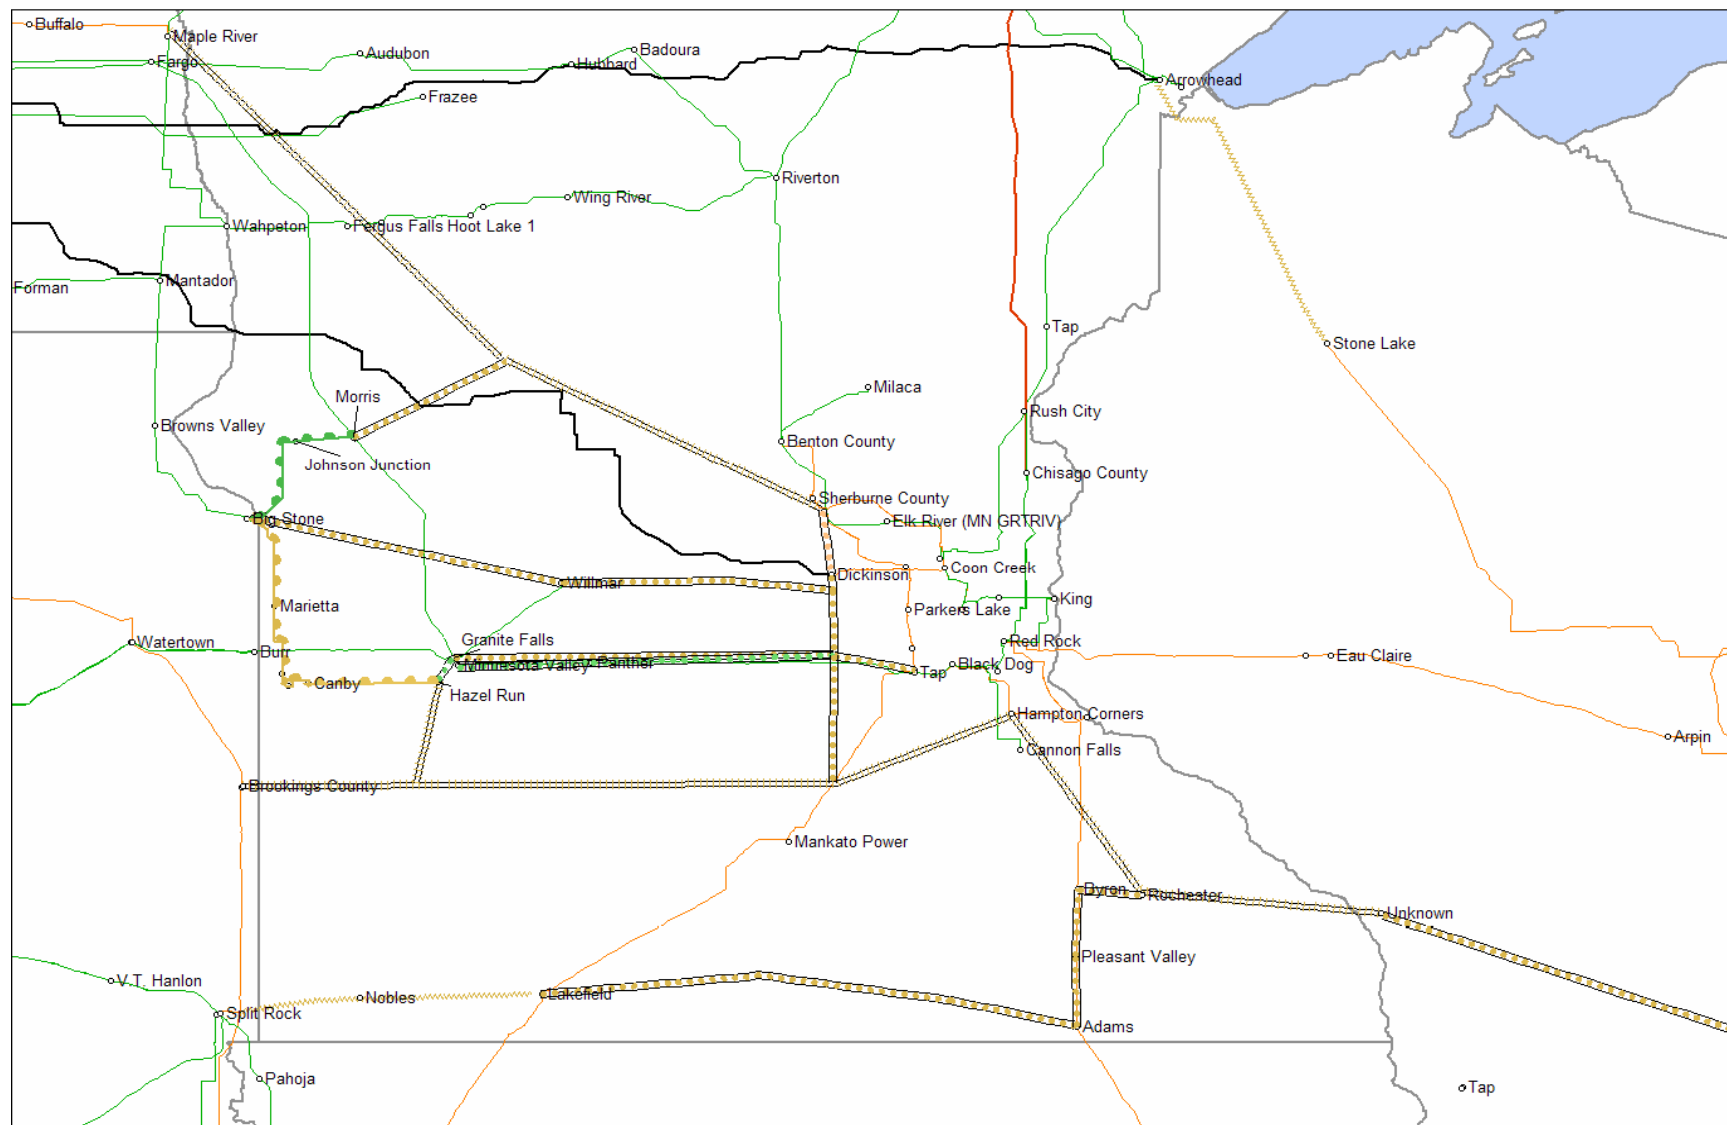 Buffalo
Maple River
Audubon
Badoura
Fargo
Hubbard
Arrowhead
Frazee
Riverton
Wing River
Wahpeton
Fergus Falls Hoot Lake 1
Mantador
Forman
Tap
Stone Lake
Milaca
Morris
Rush City
Browns Valley
Benton County
Johnson Junction
Chisago County
Sherburne County
Big Stone
Elk River (MN GRTRIV)
Coon Creek
Dickinson
Willmar
King
Marietta
Parkers Lake
Granite Falls
Red Rock
Watertown
Burr
Eau Claire
Minnesota Valley
Panther
Black Dog
Tap
Canby
Hazel Run
Hampton Corners
Arpin
Cannon Falls
Brookings County
Mankato Power
Byron
Rochester
Unknown
Pleasant Valley
V.T. Hanlon
Lakefield
Nobles
Split Rock
Adams
Pahoja
Tap